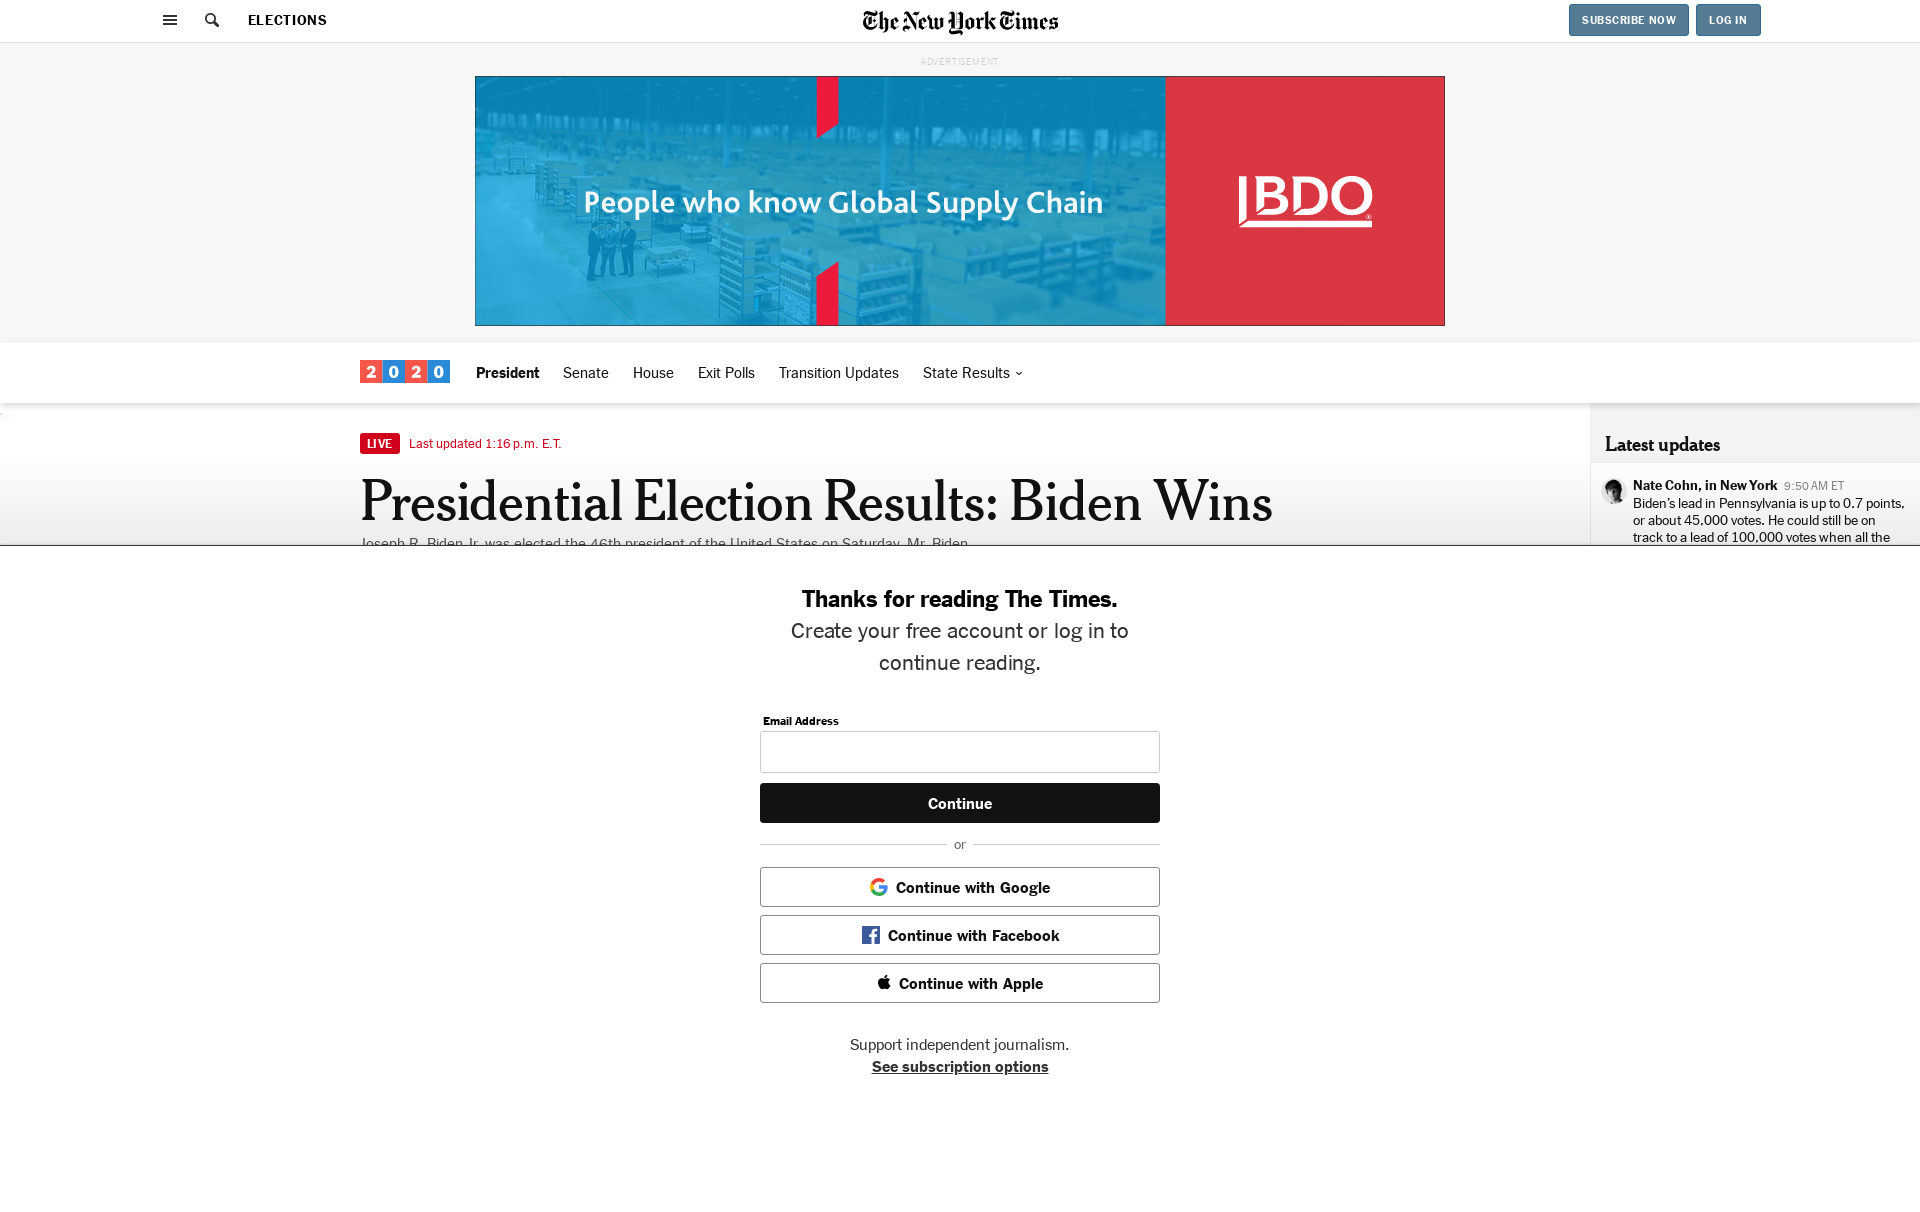 ELECTIONS
The New York Times
SUBSCRIBE NOW
LOG IN
ADVERTISEMENT
People who know Global Supply Chain
BDO
2020
President
Senate
House
Exit Polls
Transition Updates
State Results
LIVE
Last updated 1:16 p.m. E.T.
Presidential Election Results: Biden Wins
Joseph R. Biden Jr. was elected the 46th president of the United States on Saturday. Mr. Biden
Latest updates
Nate Cohn, in New York 9:50 AM ET
Biden’s lead in Pennsylvania is up to 0.7 points,
or about 45,000 votes. He could still be on
track to a lead of 100,000 votes when all the
Thanks for reading The Times.
Create your free account or log in to
continue reading.
Email Address
Continue
or
Continue with Google
Continue with Facebook
Continue with Apple
Support independent journalism.
See subscription options